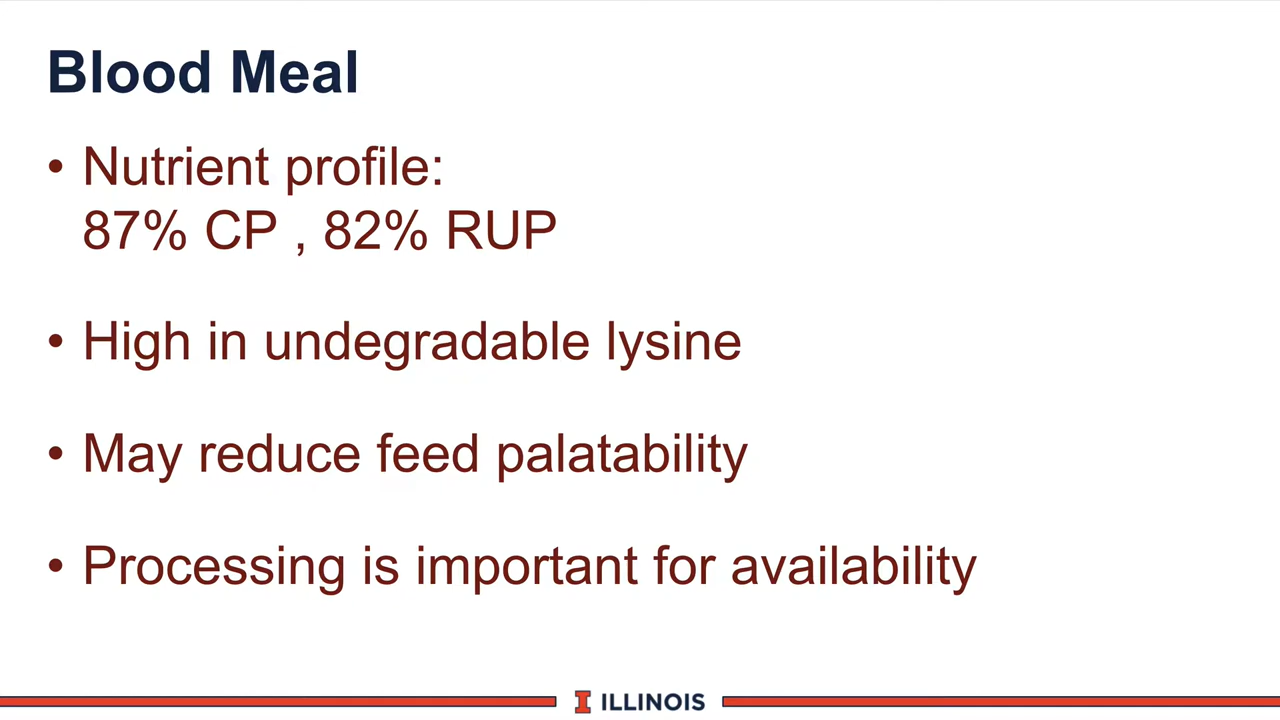 Blood Meal
• Nutrient profile:
87% CP , 82% RUP
• High in undegradable lysine
• May reduce feed palatability
• Processing is important for availability
I ILLINOIS